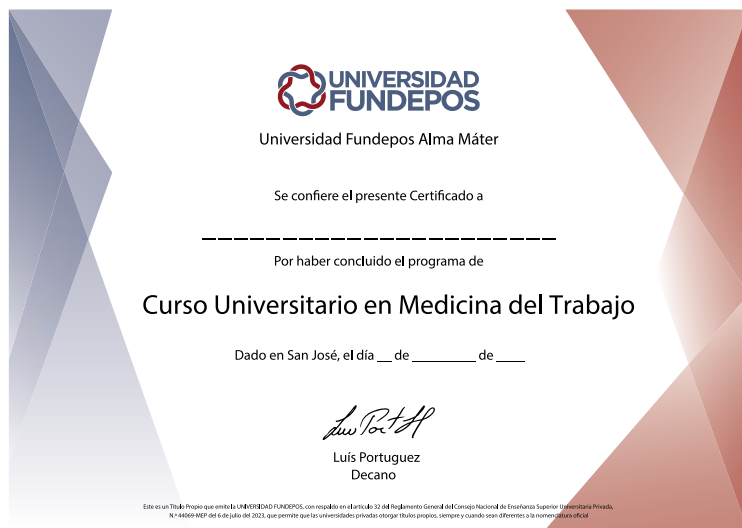 UNIVERSIDAD
FUNDEPOS
Universidad Fundepos Alma Máter
Se confiere el presente Certificado a
_ _ _ _ _ _ _ _ _ _ _ _ _ _ _ _ _ _ _ _ _ _
Por haber concluido el programa de
Curso Universitario en Medicina del Trabajo
Dado en San José, el día __ de _________ de ____
Luís Portuguez
Decano
Este es un Título Propio que emite la UNIVERSIDAD FUNDEPOS, con respaldo en el artículo 32 del Reglamento General del Consejo Nacional de Enseñanza Superior Universitaria Privada,
N.º 44069-MEP del 6 de julio del 2023, que permite que las universidades privadas otorgar títulos propios, siempre y cuando sean diferentes a la nomenclatura oficial